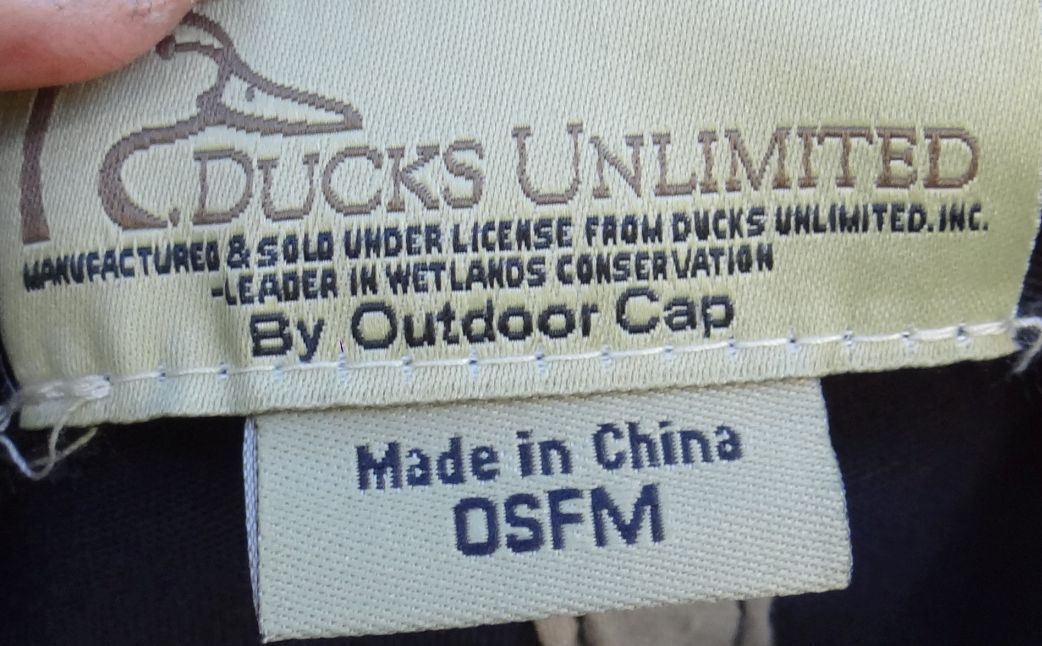 DUCKS UNLIMITED
MANUFACTURED & SOLD UNDER LICENSE FROM DUCKS UNLIMITED. INC.
-LEADER IN WETLANDS CONSERVATION
By Outdoor Cap
Made in China
OSFM